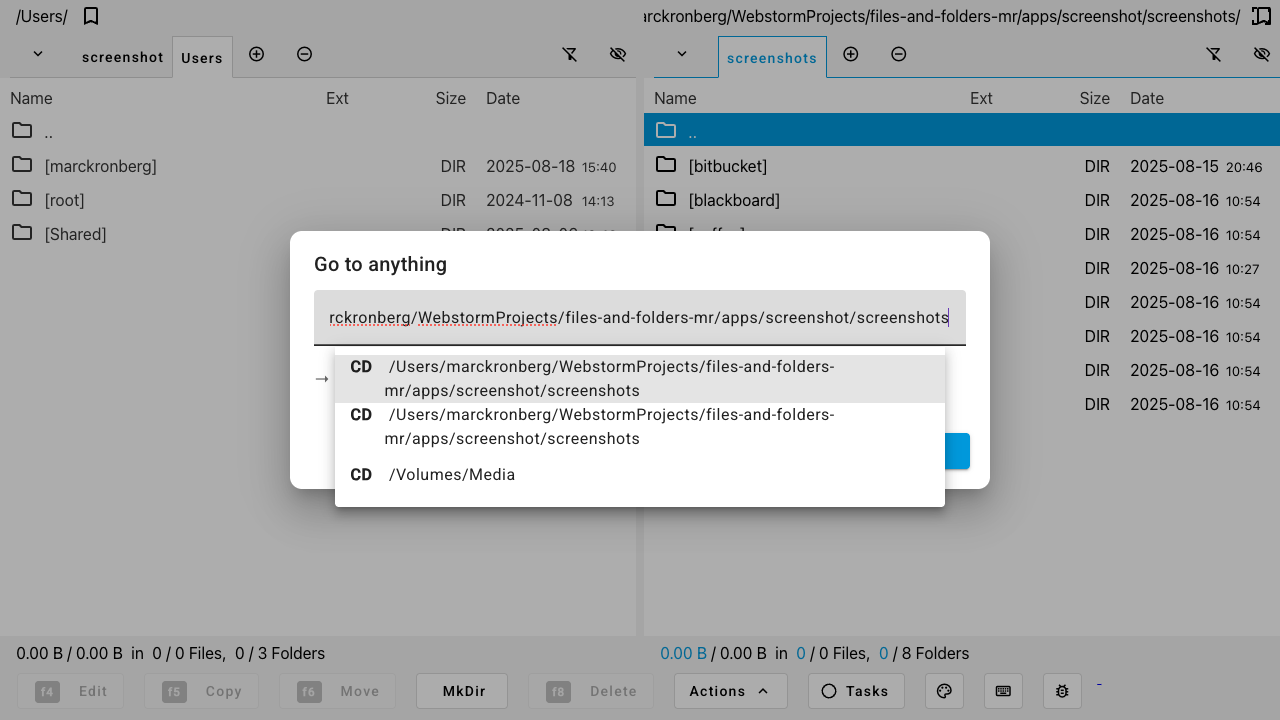 /Users/
rckronberg/WebstormProjects/files-and-folders-mr/apps/screenshot/screenshots/
screenshot Users
screenshots
Name Ext Size Date
Name Ext Size Date
..
..
[marckronberg] DIR 2025-08-18 15:40
[bitbucket] DIR 2025-08-15 20:46
[root] DIR 2024-11-08 14:13
[blackboard] DIR 2025-08-16 10:54
[Shared] DIR
DIR 2025-08-16 10:54
DIR 2025-08-16 10:27
DIR 2025-08-16 10:54
DIR 2025-08-16 10:54
DIR 2025-08-16 10:54
DIR 2025-08-16 10:54
Go to anything
rckronberg/WebstormProjects/files-and-folders-mr/apps/screenshot/screenshots
→
CD /Users/marckronberg/WebstormProjects/files-and-folders-
mr/apps/screenshot/screenshots
CD /Users/marckronberg/WebstormProjects/files-and-folders-
mr/apps/screenshot/screenshots
CD /Volumes/Media
0.00 B / 0.00 B in 0 / 0 Files, 0 / 3 Folders
0.00 B / 0.00 B in 0 / 0 Files, 0 / 8 Folders
f4 Edit f5 Copy f6 Move MkDir f8 Delete Actions Tasks